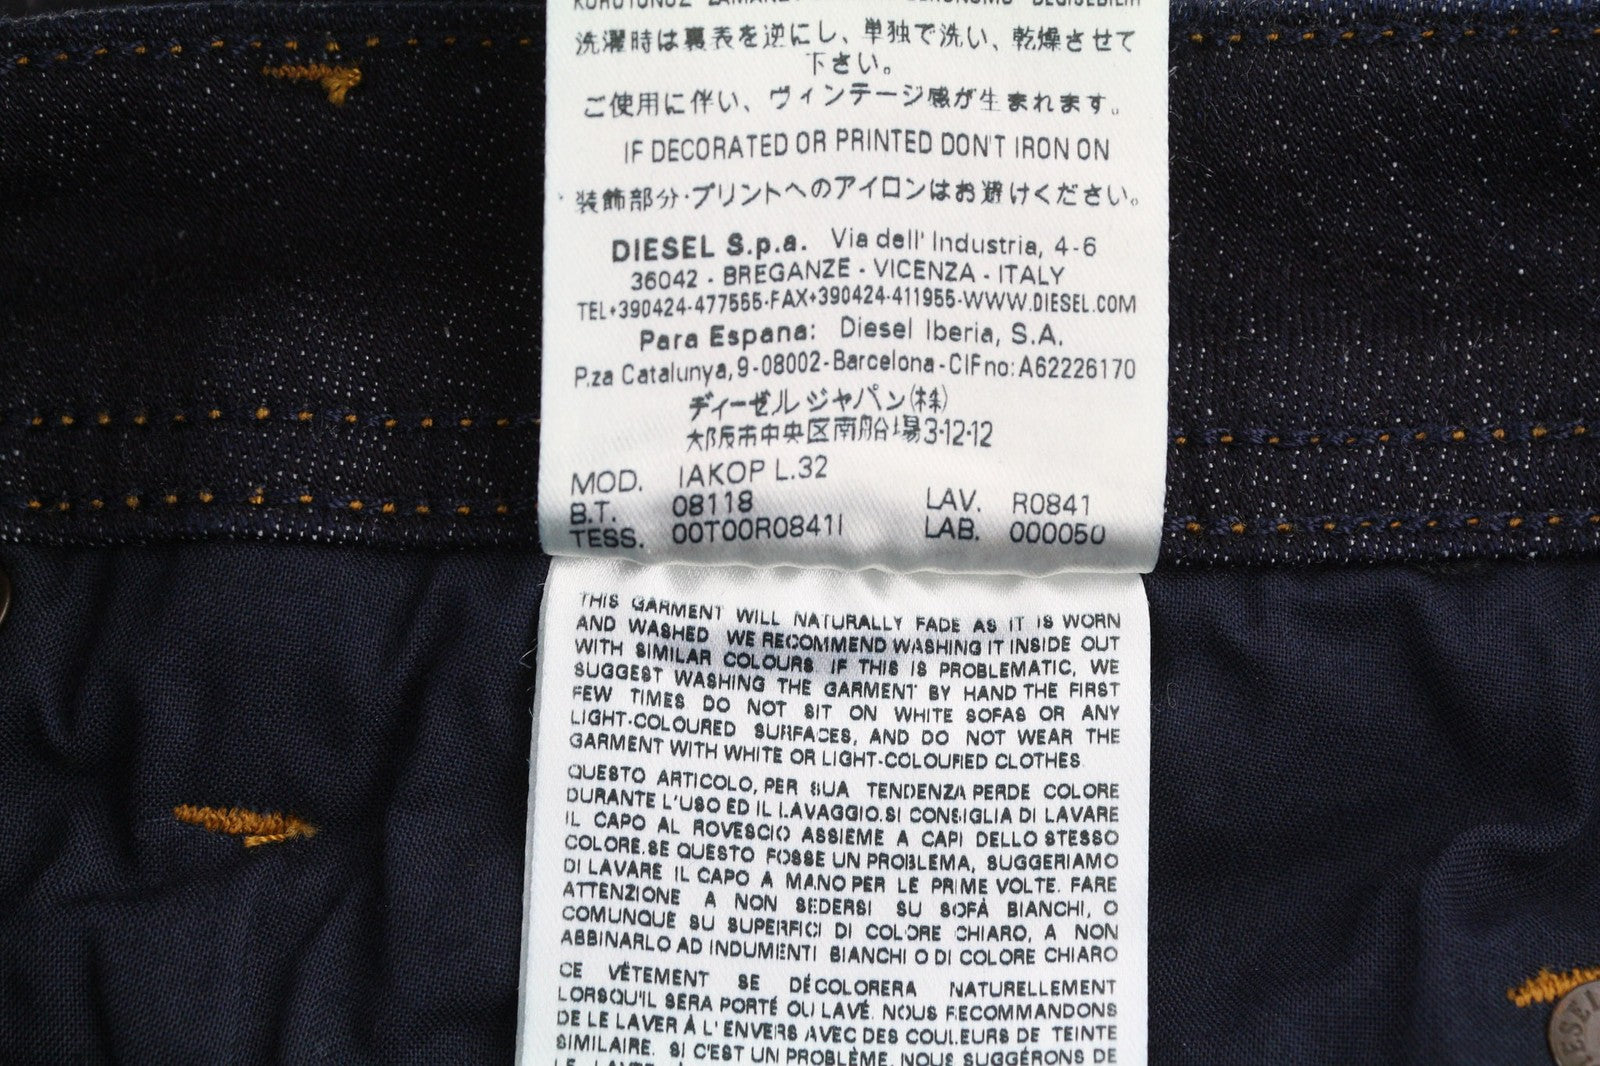 KURUTUNUZ ZAMANLA
洗濯時は裏表を逆にし、単独で洗い、乾燥させて
下さい。
ご使用に伴い、ヴィンテージ感が生まれます。
IF DECORATED OR PRINTED DON'T IRON ON
装飾部分・プリントへのアイロンはお避けください。
DIESEL S.p.a. Via dell' Industria, 4-6
36042 - BREGANZE - VICENZA - ITALY
TEL+390424-477555-FAX+390424-411955-WWW.DIESEL.COM
Para Espana: Diesel Iberia, S.A.
P.za Catalunya, 9-08002-Barcelona-CIF no: A62226170
ディーゼルジャパン(株)
大阪市中央区南船場3-12-12
MOD. IAKOP L.32
B.T. 08118 LAV. R0841
TESS. 00T00R0841I LAB. 000050
THIS GARMENT WILL NATURALLY FADE AS IT IS WORN
AND WASHED WE RECOMMEND WASHING IT INSIDE OUT
WITH SIMILAR COLOURS IF THIS IS PROBLEMATIC, WE
SUGGEST WASHING THE GARMENT BY HAND THE FIRST
FEW TIMES DO NOT SIT ON WHITE SOFAS OR ANY
LIGHT-COLOURED SURFACES, AND DO NOT WEAR THE
GARMENT WITH WHITE OR LIGHT-COLOURED CLOTHES
QUESTO ARTICOLO, PER SUA TENDENZA PERDE COLORE
DURANTE L'USO ED IL LAVAGGIO.SI CONSIGLIA DI LAVARE
IL CAPO AL ROVESCIO ASSIEME A CAPI DELLO STESSO
COLORE.SE QUESTO FOSSE UN PROBLEMA, SUGGERIAMO
DI LAVARE IL CAPO A MANO PER LE PRIME VOLTE. FARE
ATTENZIONE A NON SEDERSI SU SOFÀ BIANCHI, O
COMUNQUE SU SUPERFICI DI COLORE CHIARO, A NON
ABBINARLO AD INDUMENTI BIANCHI O DI COLORE CHIARO
CE VÊTEMENT SE DÉCOLORERA NATURELLEMENT
LORSQU'IL SERA PORTÉ OU LAVÉ. NOUS RECOMMANDONS
DE LE LAVER À L'ENVERS AVEC DES COULEURS DE TEINTE
SIMILAIRE. SI C'EST UN PROBLÈME, NOUS SUGGÉRONS DE